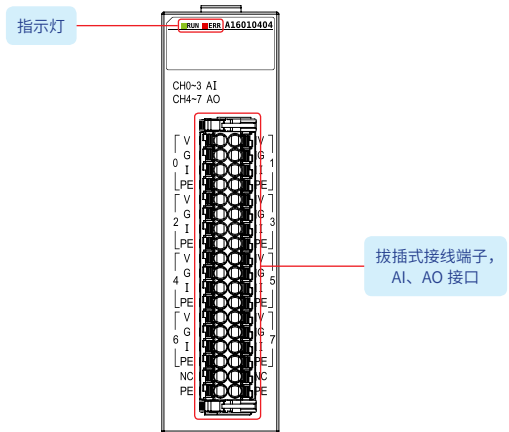 指示灯
RUN ERR A16010404
CH0~3 AI
CH4~7 AO
V V
G G
0 1
I I
PE PE
V V
G G
2 3
I I
PE PE
V V
G G
4 5
I I
PE PE
V V
G G
6 7
I I
PE PE
NC NC
PE PE
拔插式接线端子，
AI、AO 接口